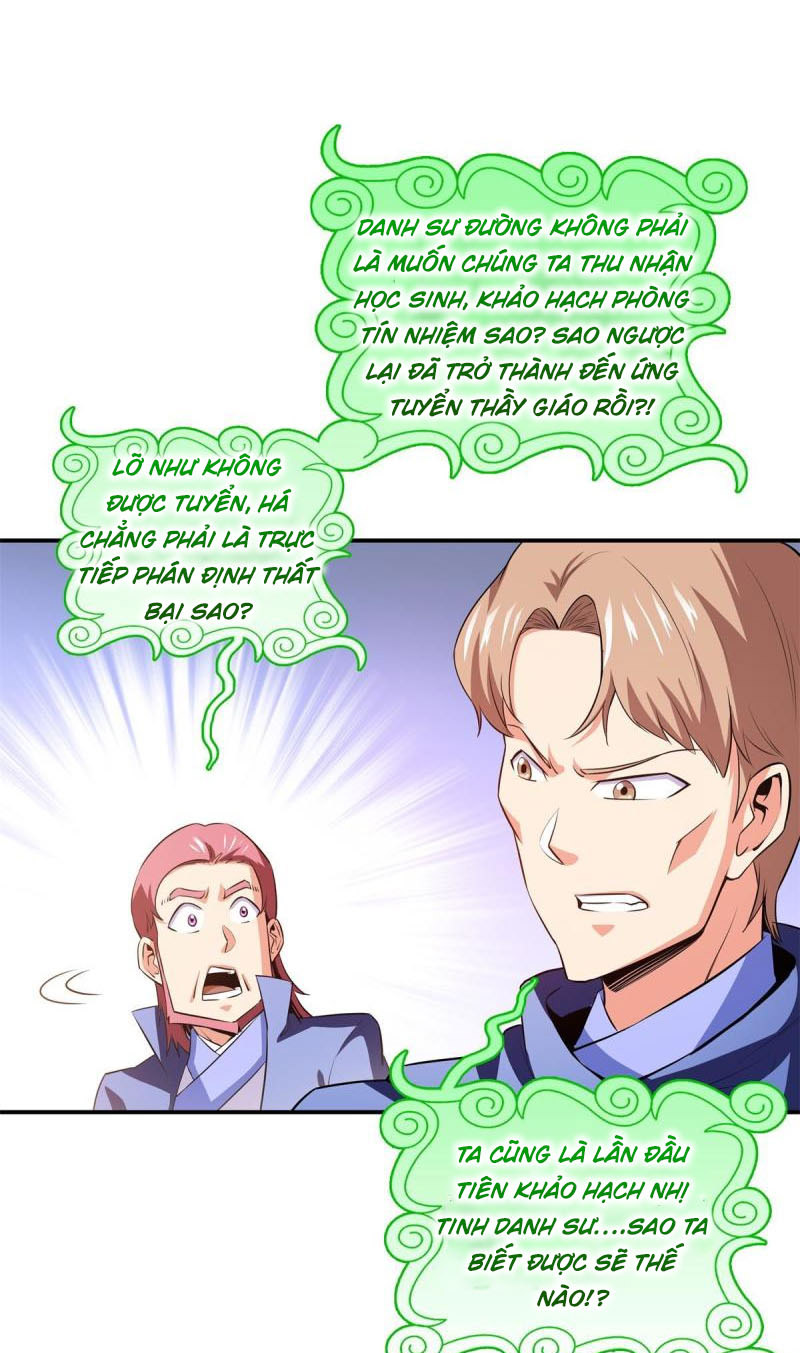 DANH SƯ ĐƯỜNG KHÔNG PHẢI
LÀ MUỐN CHÚNG TA THU NHẬN
HỌC SINH, KHẢO HẠCH PHÒNG
TÍN NHIỆM SAO? SAO NGƯỢC
LẠI ĐÃ TRỞ THÀNH ĐẾN ỨNG
TUYỂN THẦY GIÁO RỒI?!
LỠ NHƯ KHÔNG
ĐƯỢC TUYỂN, HÁ
CHẲNG PHẢI LÀ TRỰC
TIẾP PHÁN ĐỊNH THẤT
BẠI SAO?
TA CŨNG LÀ LẦN ĐẦU
TIÊN KHẢO HẠCH NHỊ
TINH DANH SƯ....SAO TA
BIẾT ĐƯỢC SẼ THẾ
NÀO!?